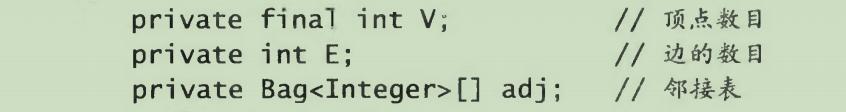 private final int V; // 顶点数目
private int E; // 边的数目
private Bag<Integer>[] adj; // 邻接表